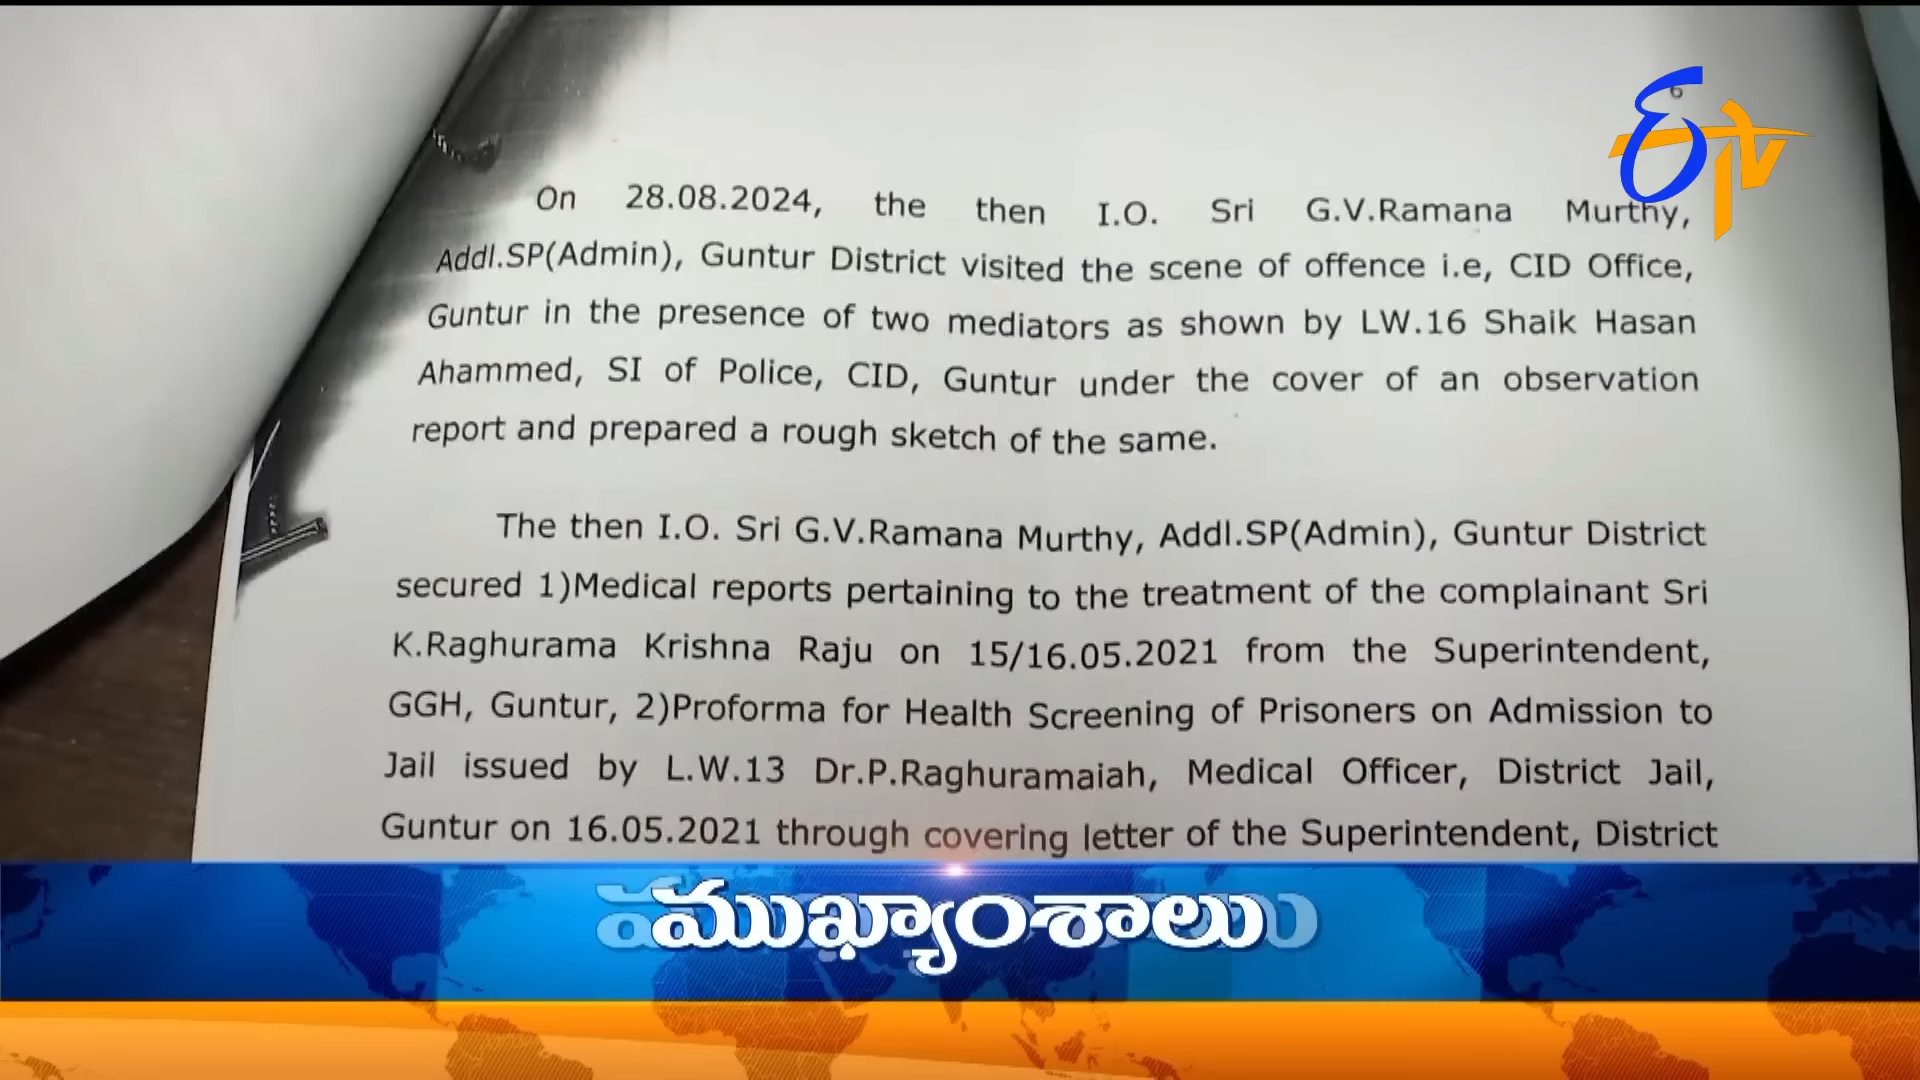 6
ETV
On 28.08.2024, the then I.O. Sri G.V.Ramana Murthy,
Addl.SP(Admin), Guntur District visited the scene of offence i.e, CID Office,
Guntur in the presence of two mediators as shown by LW.16 Shaik Hasan
Ahammed, SI of Police, CID, Guntur under the cover of an observation
report and prepared a rough sketch of the same.
The then I.O. Sri G.V.Ramana Murthy, Addl.SP(Admin), Guntur District
secured 1)Medical reports pertaining to the treatment of the complainant Sri
K.Raghurama Krishna Raju on 15/16.05.2021 from the Superintendent,
GGH, Guntur, 2)Proforma for Health Screening of Prisoners on Admission to
Jail issued by L.W.13 Dr.P.Raghuramaiah, Medical Officer, District Jail,
Guntur on 16.05.2021 through covering letter of the Superintendent, District
ముఖ్యాంశాలు